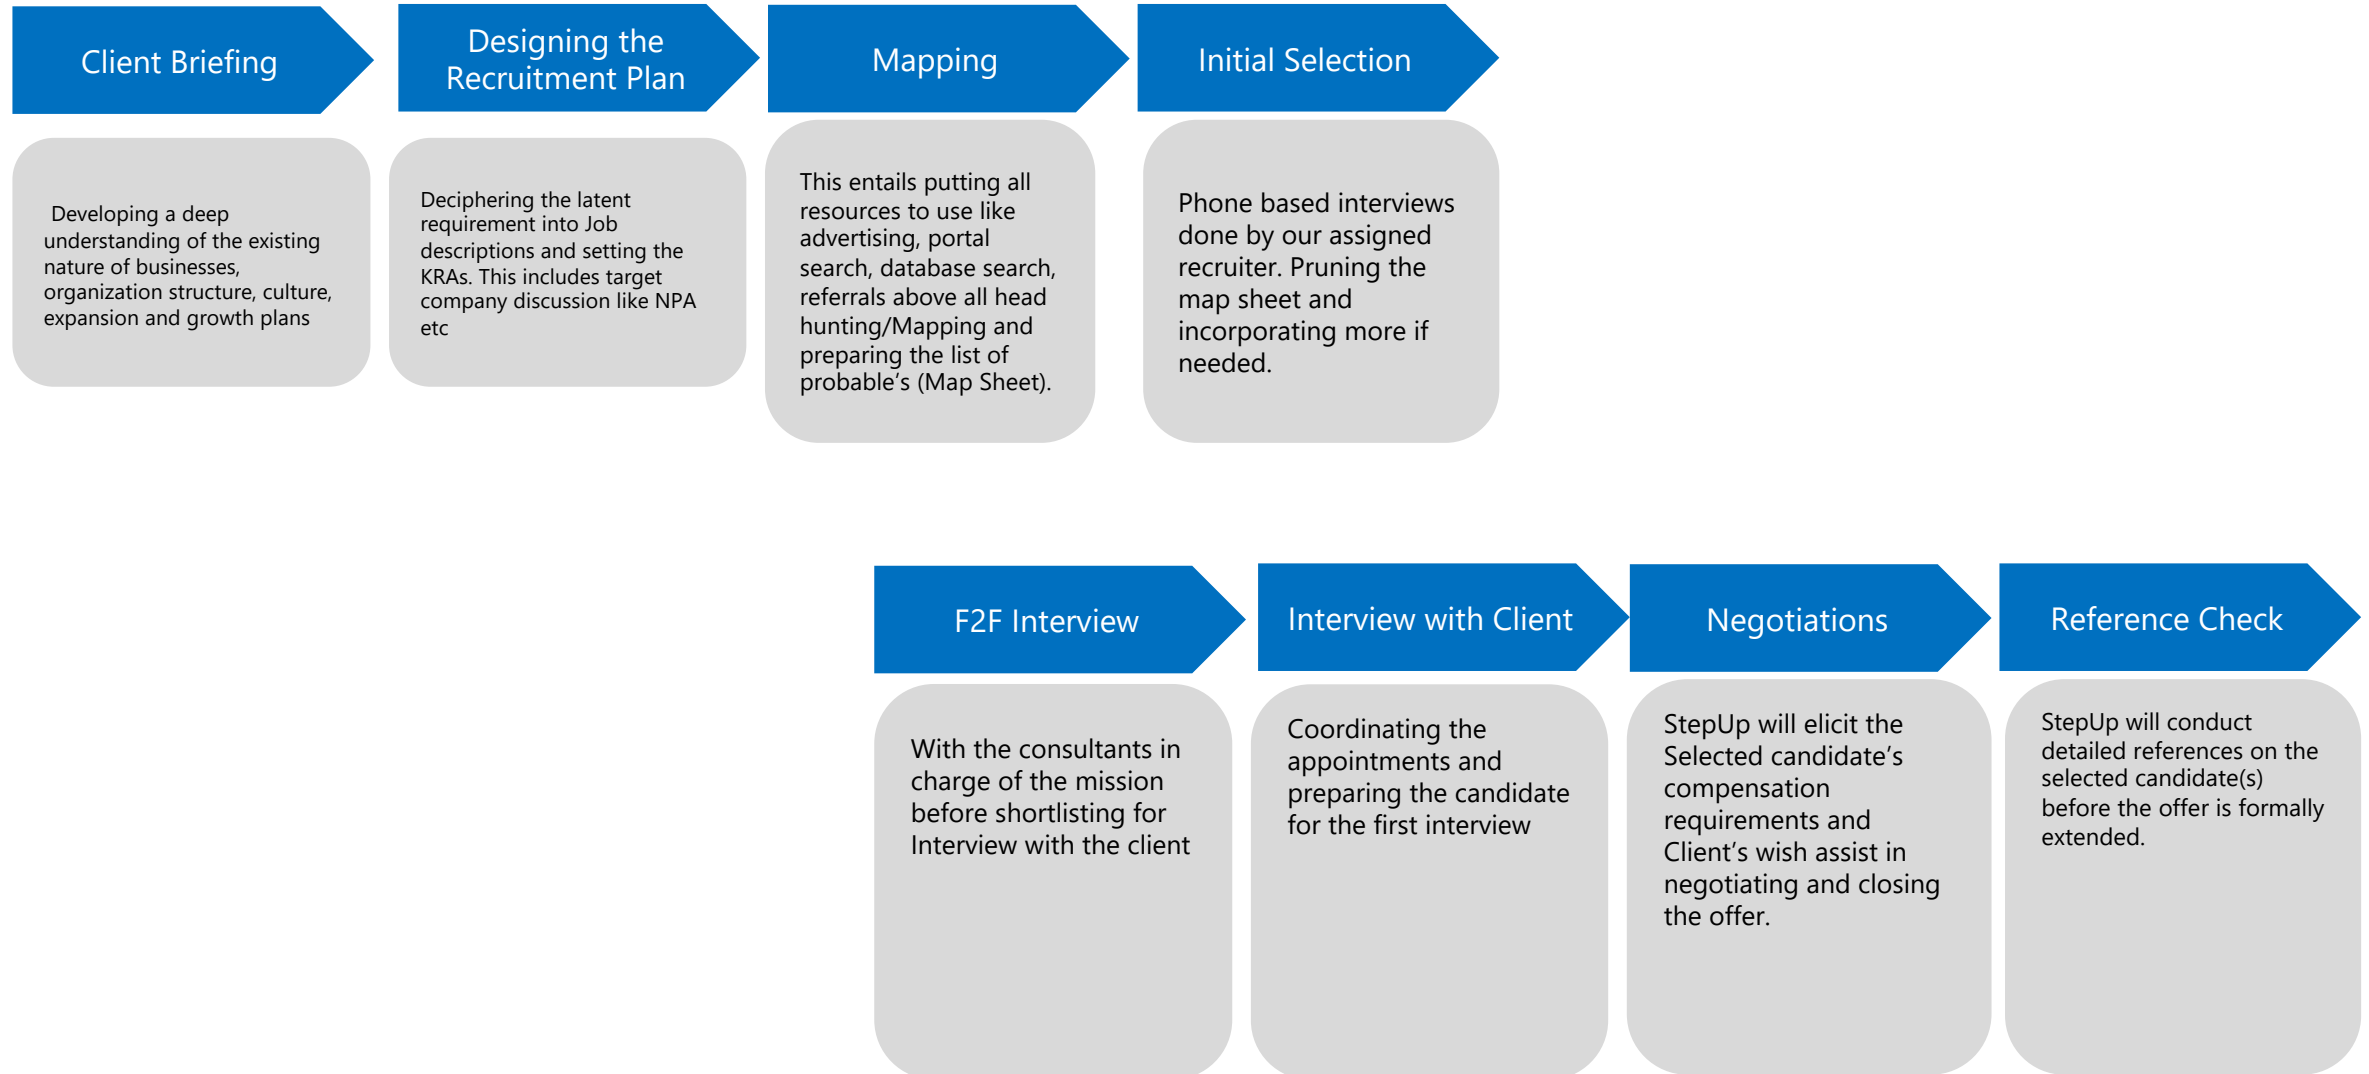 Client Briefing
Designing the
Recruitment Plan
Mapping
Initial Selection
Developing a deep
understanding of the existing
nature of businesses,
organization structure, culture,
expansion and growth plans
Deciphering the latent
requirement into Job
descriptions and setting the
KRAs. This includes target
company discussion like NPA
etc
This entails putting all
resources to use like
advertising, portal
search, database search,
referrals above all head
hunting/Mapping and
preparing the list of
probable’s (Map Sheet).
Phone based interviews
done by our assigned
recruiter. Pruning the
map sheet and
incorporating more if
needed.
F2F Interview
Interview with Client
Negotiations
Reference Check
With the consultants in
charge of the mission
before shortlisting for
Interview with the client
Coordinating the
appointments and
preparing the candidate
for the first interview
StepUp will elicit the
Selected candidate’s
compensation
requirements and
Client’s wish assist in
negotiating and closing
the offer.
StepUp will conduct
detailed references on the
selected candidate(s)
before the offer is formally
extended.